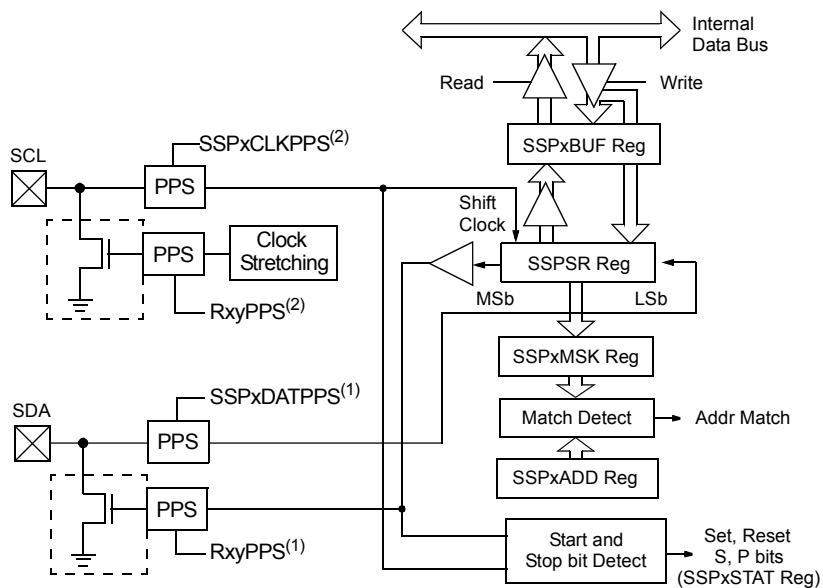 Internal
Data Bus
Read
Write
SSPxCLKPPS(2)
SSPxBUF Reg
SCL
PPS
Shift
Clock
PPS
Clock
Stretching
SSPSR Reg
MSb
LSb
RxyPPS(2)
SSPxMSK Reg
SSPxDATPPS(1)
SDA
PPS
Match Detect
Addr Match
SSPxADD Reg
PPS
Start and
Stop bit Detect
Set, Reset
S, P bits
(SSPxSTAT Reg)
RxyPPS(1)